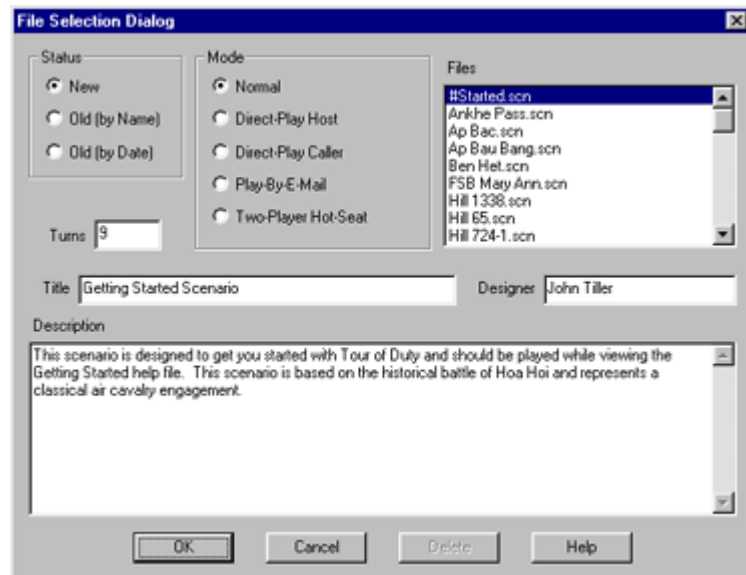 File Selection Dialog
Status
New
Old (by Name)
Old (by Date)
Turns 9
Mode
Normal
Direct-Play Host
Direct-Play Caller
Play-By-E-Mail
Two-Player Hot-Seat
Files
#Started.scn
Ankhe Pass.scn
Ap Bac.scn
Ap Bau Bang.scn
Ben Het.scn
FSB Mary Ann.scn
Hill 1338.scn
Hill 65.scn
Hill 724-1.scn
Title Getting Started Scenario
Designer John Tiller
Description
This scenario is designed to get you started with Tour of Duty and should be played while viewing the
Getting Started help file. This scenario is based on the historical battle of Hoa Hoi and represents a
classical air cavalry engagement.
OK
Cancel
Delete
Help